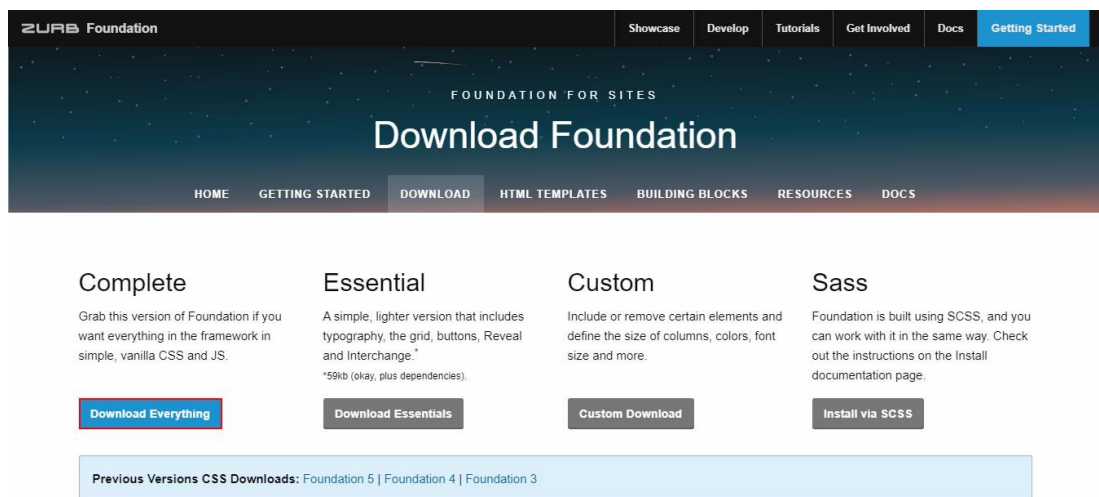 ZURB Foundation
Showcase Develop Tutorials Get Involved Docs Getting Started
FOUNDATION FOR SITES
Download Foundation
HOME GETTING STARTED DOWNLOAD HTML TEMPLATES BUILDING BLOCKS RESOURCES DOCS
Complete
Grab this version of Foundation if you
want everything in the framework in
simple, vanilla CSS and JS.
Download Everything
Essential
A simple, lighter version that includes
typography, the grid, buttons, Reveal
and Interchange.*
*59kb (okay, plus dependencies).
Download Essentials
Custom
Include or remove certain elements and
define the size of columns, colors, font
size and more.
Custom Download
Sass
Foundation is built using SCSS, and you
can work with it in the same way. Check
out the instructions on the Install
documentation page.
Install via SCSS
Previous Versions CSS Downloads: Foundation 5 | Foundation 4 | Foundation 3